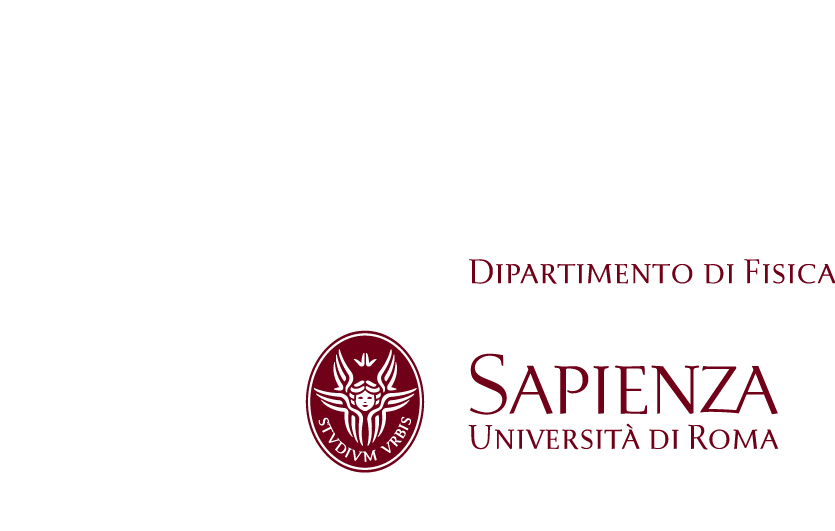 Dipartimento di Fisica
Sapienza
Università di Roma
STVDIVM VRBIS